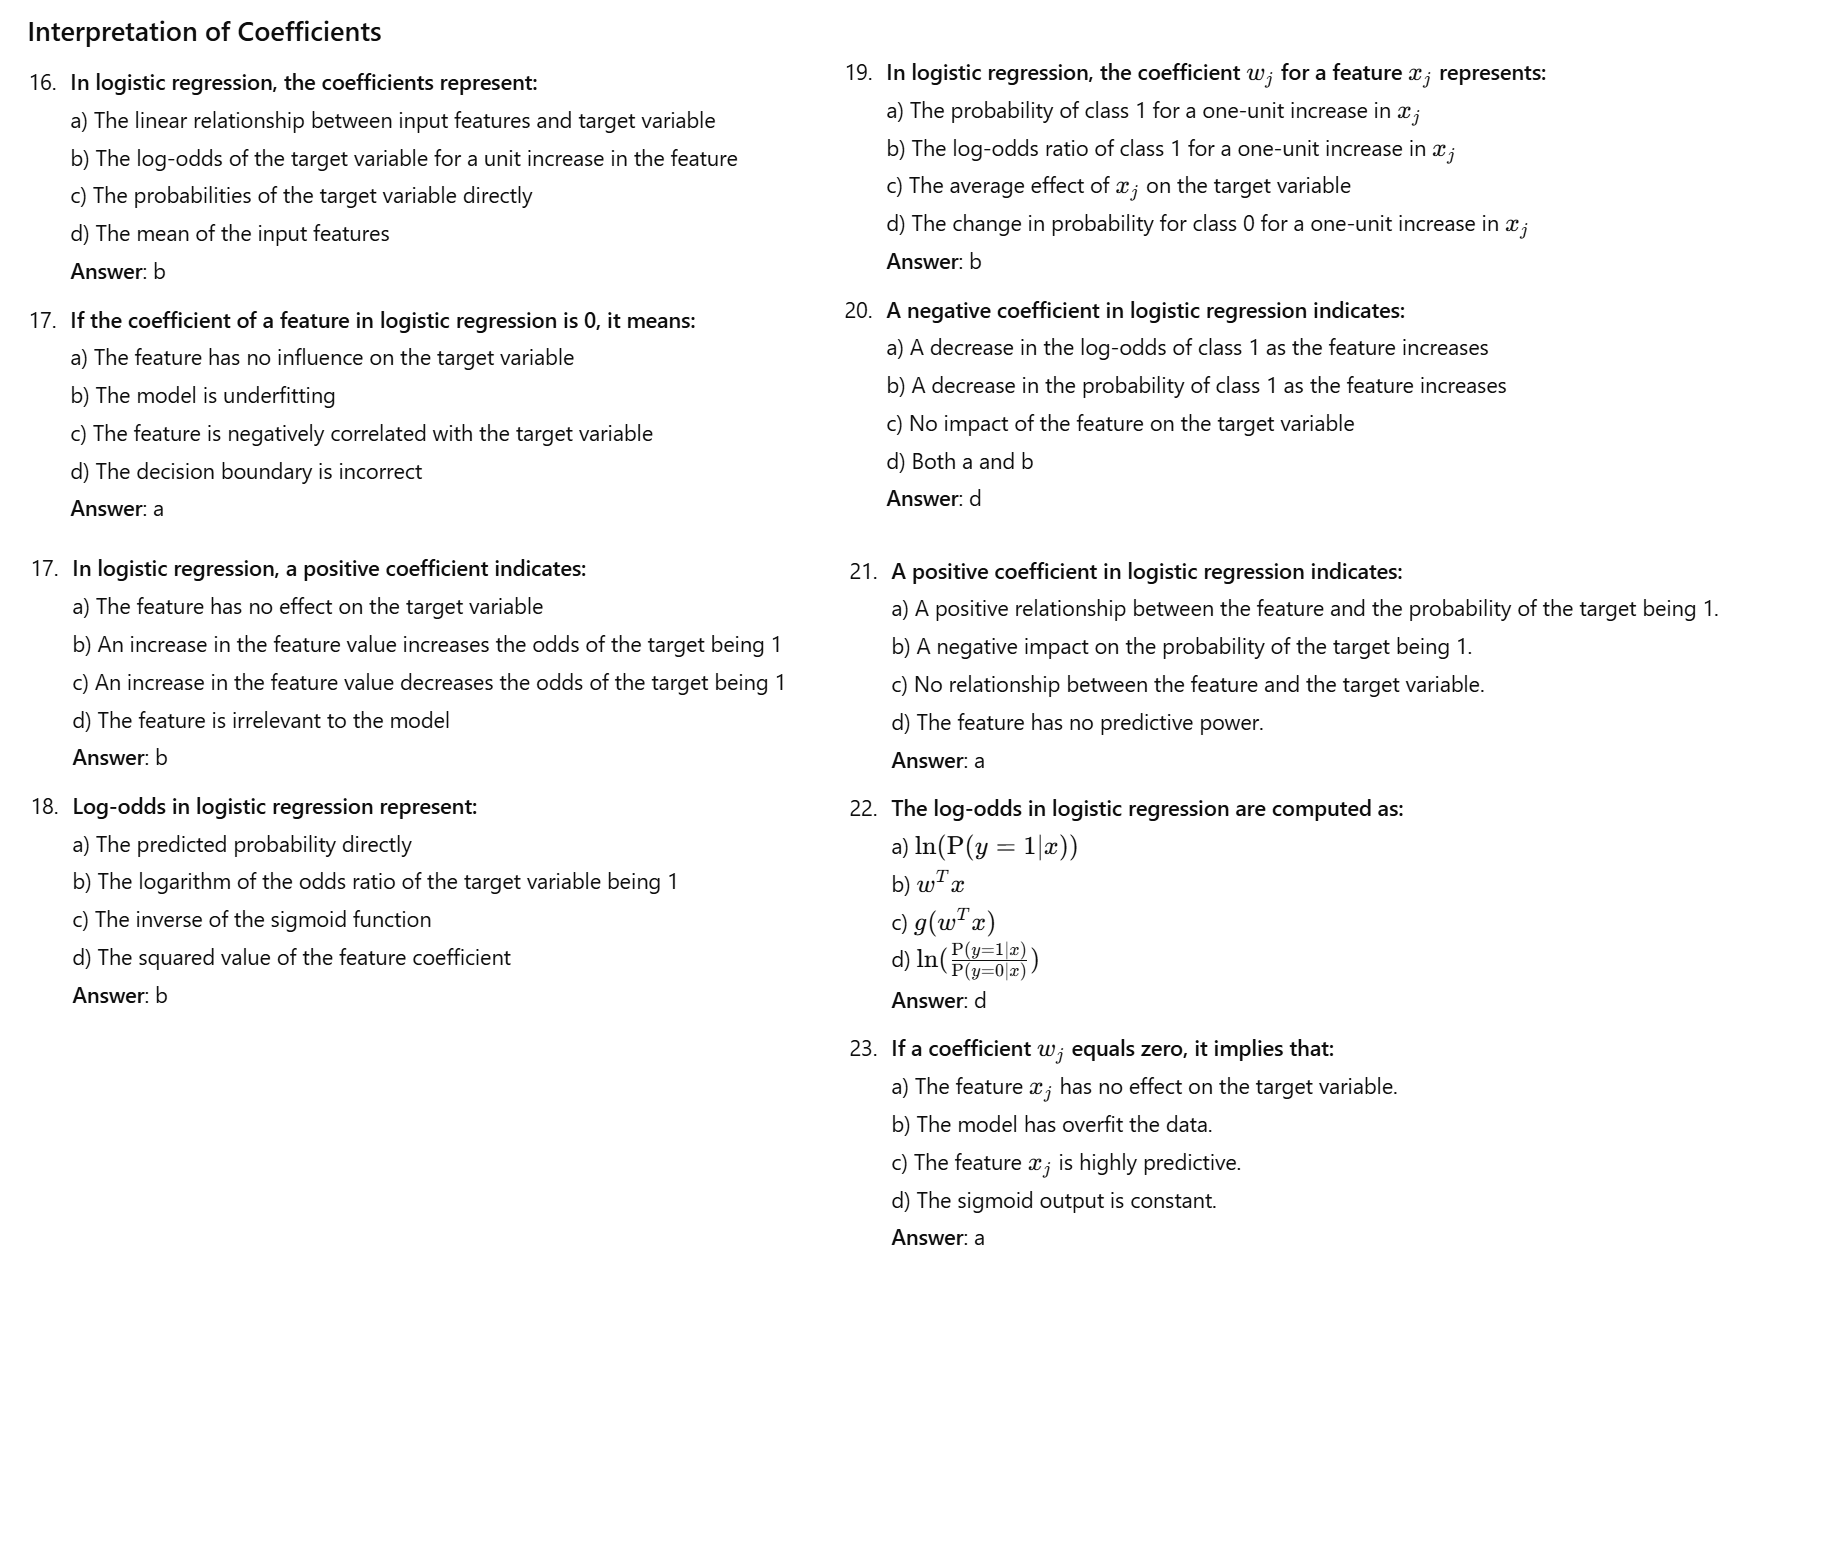 Interpretation of Coefficients
16. In logistic regression, the coefficients represent:
a) The linear relationship between input features and target variable
b) The log-odds of the target variable for a unit increase in the feature
c) The probabilities of the target variable directly
d) The mean of the input features
Answer: b
17. If the coefficient of a feature in logistic regression is 0, it means:
a) The feature has no influence on the target variable
b) The model is underfitting
c) The feature is negatively correlated with the target variable
d) The decision boundary is incorrect
Answer: a
17. In logistic regression, a positive coefficient indicates:
a) The feature has no effect on the target variable
b) An increase in the feature value increases the odds of the target being 1
c) An increase in the feature value decreases the odds of the target being 1
d) The feature is irrelevant to the model
Answer: b
18. Log-odds in logistic regression represent:
a) The predicted probability directly
b) The logarithm of the odds ratio of the target variable being 1
c) The inverse of the sigmoid function
d) The squared value of the feature coefficient
Answer: b
19. In logistic regression, the coefficient w_j for a feature x_j represents:
a) The probability of class 1 for a one-unit increase in x_j
b) The log-odds ratio of class 1 for a one-unit increase in x_j
c) The average effect of x_j on the target variable
d) The change in probability for class 0 for a one-unit increase in x_j
Answer: b
20. A negative coefficient in logistic regression indicates:
a) A decrease in the log-odds of class 1 as the feature increases
b) A decrease in the probability of class 1 as the feature increases
c) No impact of the feature on the target variable
d) Both a and b
Answer: d
21. A positive coefficient in logistic regression indicates:
a) A positive relationship between the feature and the probability of the target being 1.
b) A negative impact on the probability of the target being 1.
c) No relationship between the feature and the target variable.
d) The feature has no predictive power.
Answer: a
22. The log-odds in logistic regression are computed as:
a) ln(P(y = 1|x))
b) w^T x
c) g(w^T x)
d) ln(P(y=1|x)/P(y=0|x))
Answer: d
23. If a coefficient w_j equals zero, it implies that:
a) The feature x_j has no effect on the target variable.
b) The model has overfit the data.
c) The feature x_j is highly predictive.
d) The sigmoid output is constant.
Answer: a